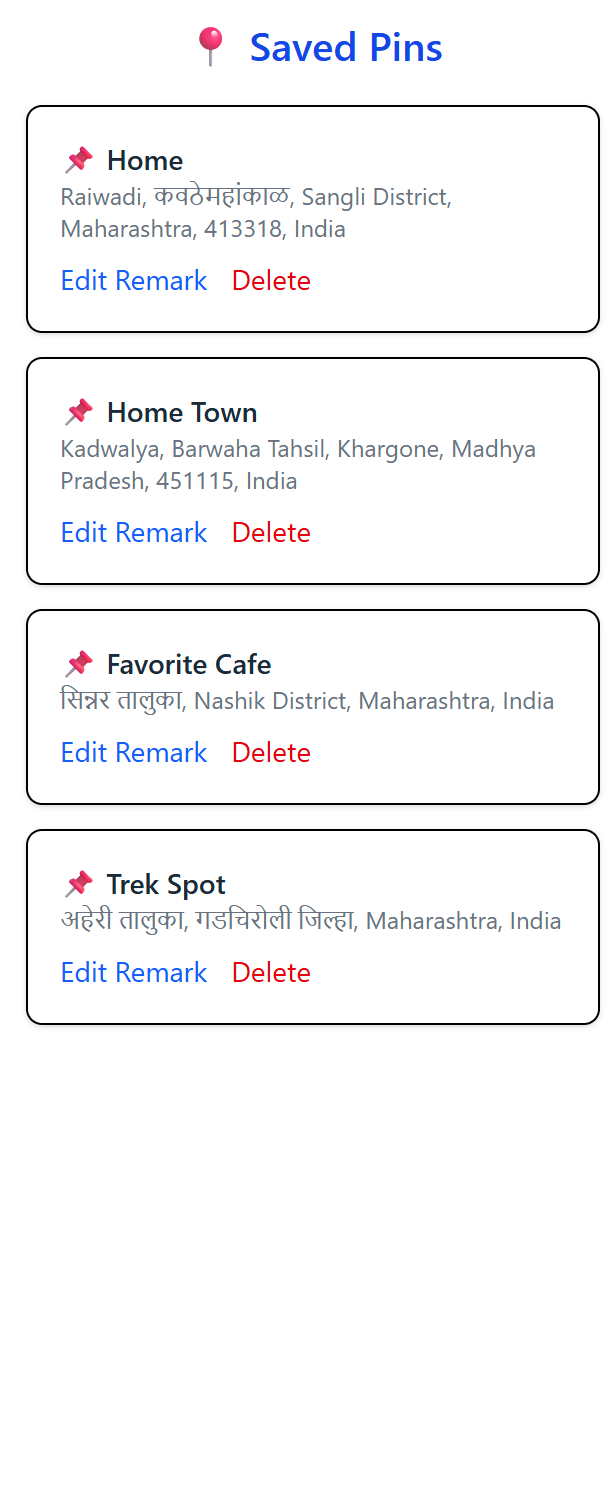 Saved Pins
Home
Raiwadi, कवठेमहांकाळ, Sangli District,
Maharashtra, 413318, India
Edit Remark Delete
Home Town
Kadwalya, Barwaha Tahsil, Khargone, Madhya
Pradesh, 451115, India
Edit Remark Delete
Favorite Cafe
सिन्नर तालुका, Nashik District, Maharashtra, India
Edit Remark Delete
Trek Spot
अहेरी तालुका, गडचिरोली जिल्हा, Maharashtra, India
Edit Remark Delete